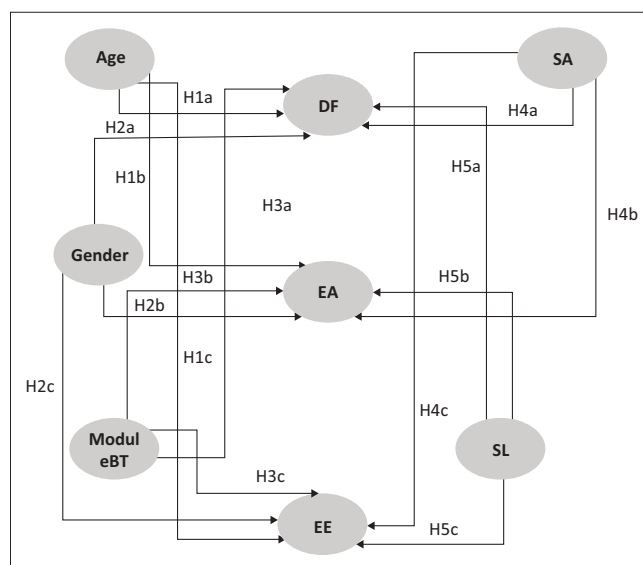 Age
SA
H1a
DF
H2a
H4a
H5a
H1b
H3a
H4b
Gender
H3b
H5b
EA
H2b
H1c
H2c
H4c
Modul
eBT
SL
H3c
EE
H5c